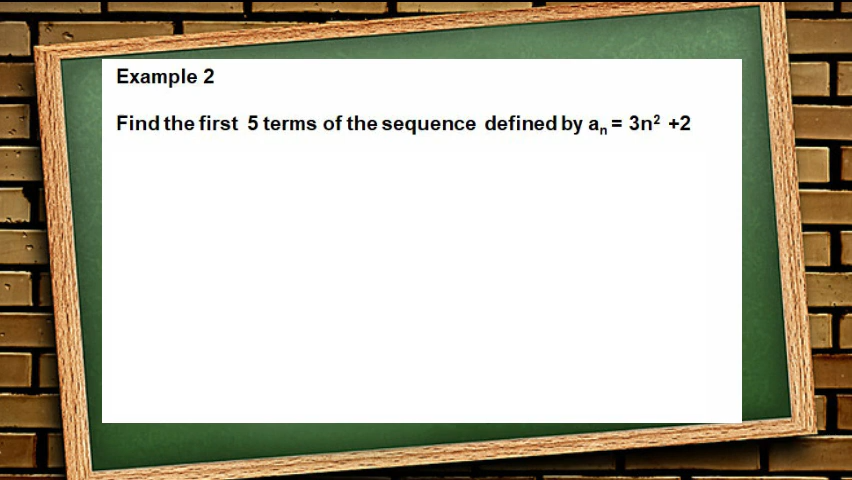 Example 2
Find the first 5 terms of the sequence defined by aₙ = 3n² +2